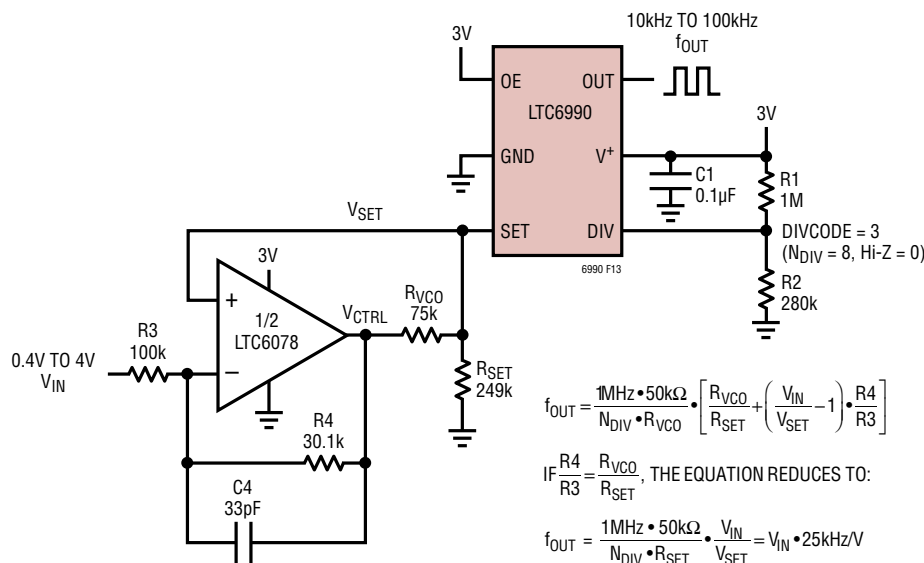 10kHz TO 100kHz
fOUT
3V
OE
OUT
LTC6990
3V
GND
V+
C1
0.1µF
R1
1M
VSET
SET
DIV
DIVCODE = 3
(NDIV = 8, Hi-Z = 0)
6990 F13
R2
280k
3V
+
1/2
LTC6078
–
VCTRL
RVCO
75k
R3
100k
0.4V TO 4V
VIN
RSET
249k
R4
30.1k
C4
33pF
fOUT = 1MHz • 50kΩ / NDIV • RVCO • [RVCO / RSET + (VIN / VSET – 1) • R4 / R3]
IF R4 / R3 = RVCO / RSET, THE EQUATION REDUCES TO:
fOUT = 1MHz • 50kΩ / NDIV • RSET • VIN / VSET = VIN • 25kHz/V